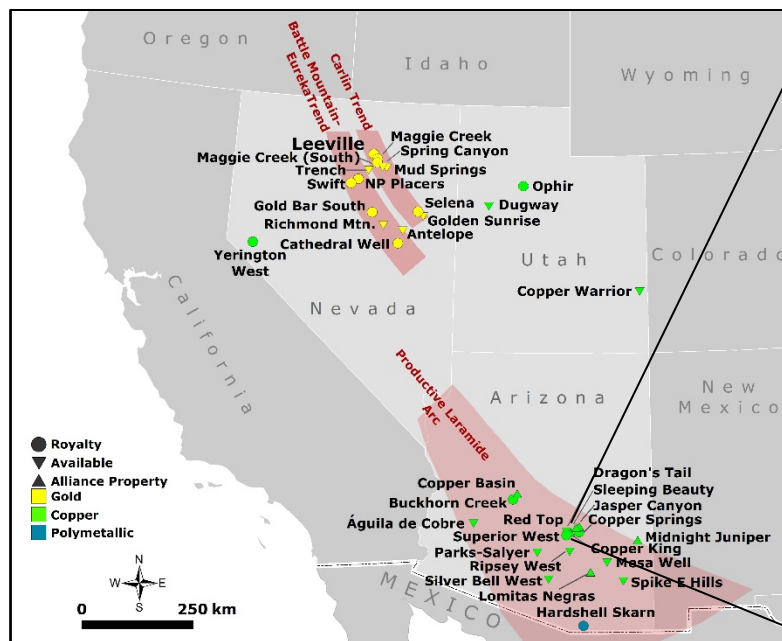 Oregon
Idaho
Wyoming
Battle Mountain-
EurekaTrend
Carlin Trend
Leeville
Maggie Creek
Spring Canyon
Maggie Creek (South)
Trench
Mud Springs
Swift
NP Placers
Ophir
Gold Bar South
Selena
Dugway
Golden Sunrise
Richmond Mtn.
Antelope
Cathedral Well
Yerington
West
Utah
Colorado
Copper Warrior
California
Nevada
Productive Laramide
Arc
Arizona
New
Mexico
Royalty
Available
Alliance Property
Gold
Copper
Polymetallic
Copper Basin
Buckhorn Creek
Dragon's Tail
Sleeping Beauty
Jasper Canyon
Águila de Cobre
Red Top
Copper Springs
Superior West
Midnight Juniper
Parks-Salyer
Copper King
Ripsey West
Mesa Well
Silver Bell West
Spike E Hills
Lomitas Negras
Hardshell Skarn
MEXICO
N
W
E
S
0
250 km